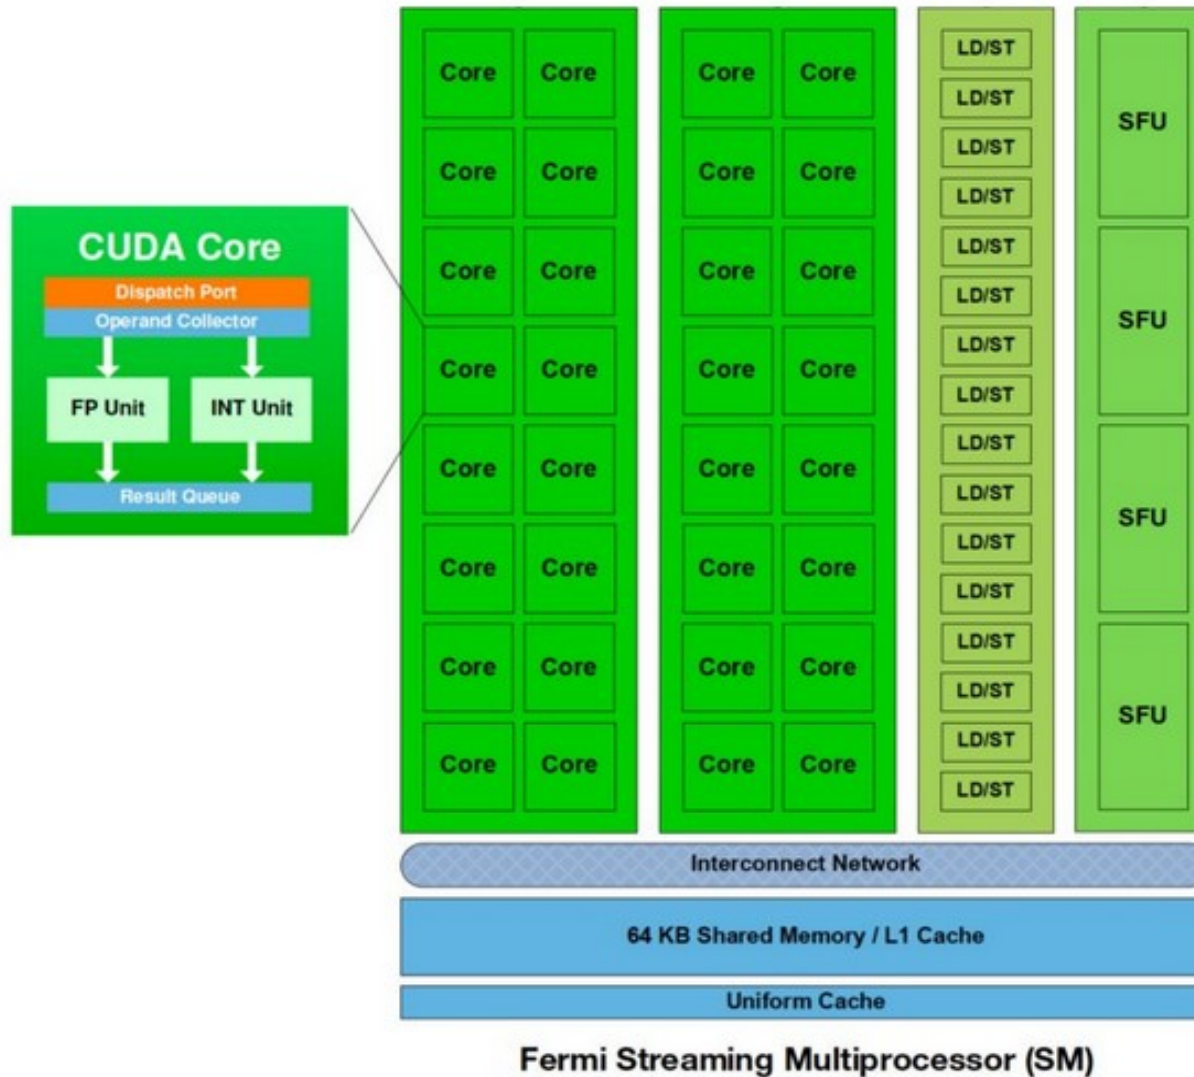 Core Core Core Core LD/ST
LD/ST
SFU
Core Core Core Core LD/ST
LD/ST
CUDA Core
Dispatch Port
Operand Collector
FP Unit INT Unit
Result Queue
Core Core Core Core LD/ST
LD/ST
SFU
Core Core Core Core LD/ST
LD/ST
Core Core Core Core LD/ST
LD/ST
SFU
Core Core Core Core LD/ST
LD/ST
Core Core Core Core LD/ST
LD/ST
SFU
Core Core Core Core LD/ST
LD/ST
Interconnect Network
64 KB Shared Memory / L1 Cache
Uniform Cache
Fermi Streaming Multiprocessor (SM)